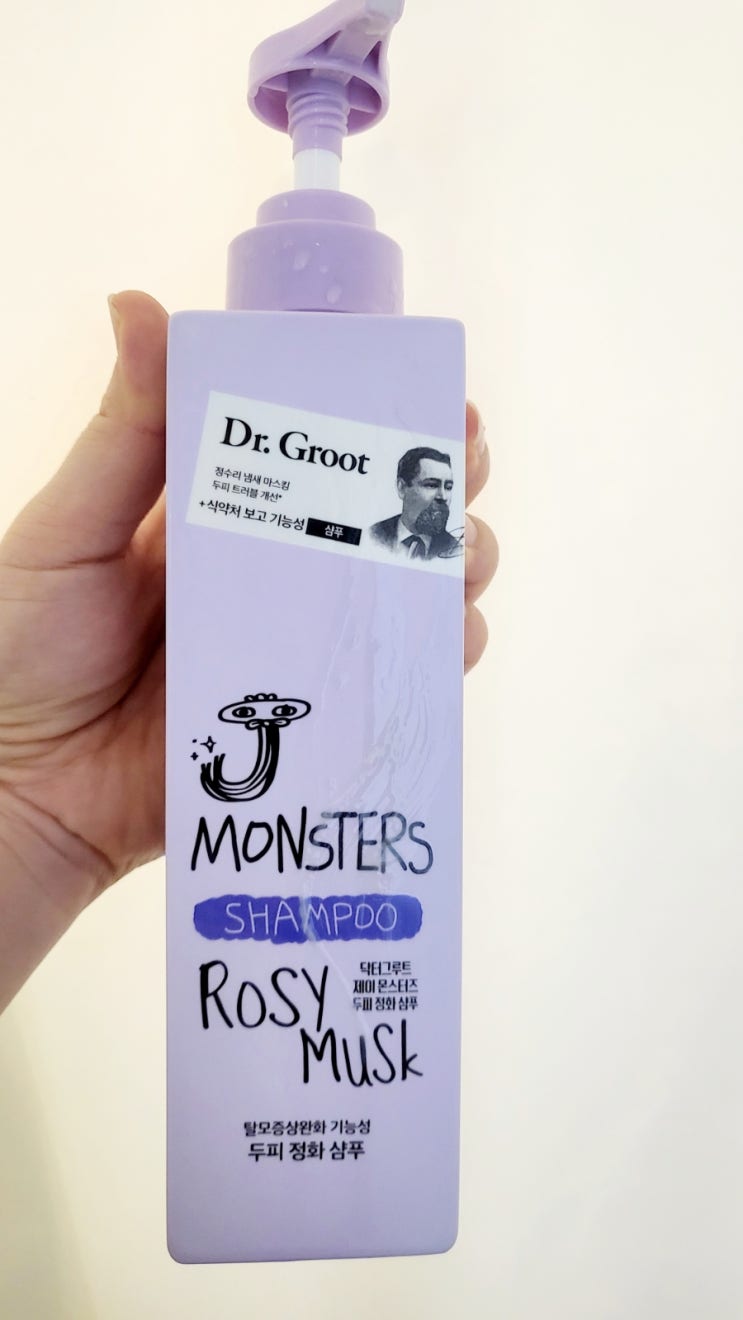 Dr. Groot
정수리 냄새 마스킹
두피 트러블 개선*
+식약처 보고 기능성 샴푸
J
MONSTERS
SHAMPOO
ROSY
닥터그루트
제이 몬스터즈
두피 정화 샴푸
MUSk
탈모증상완화 기능성
두피 정화 샴푸